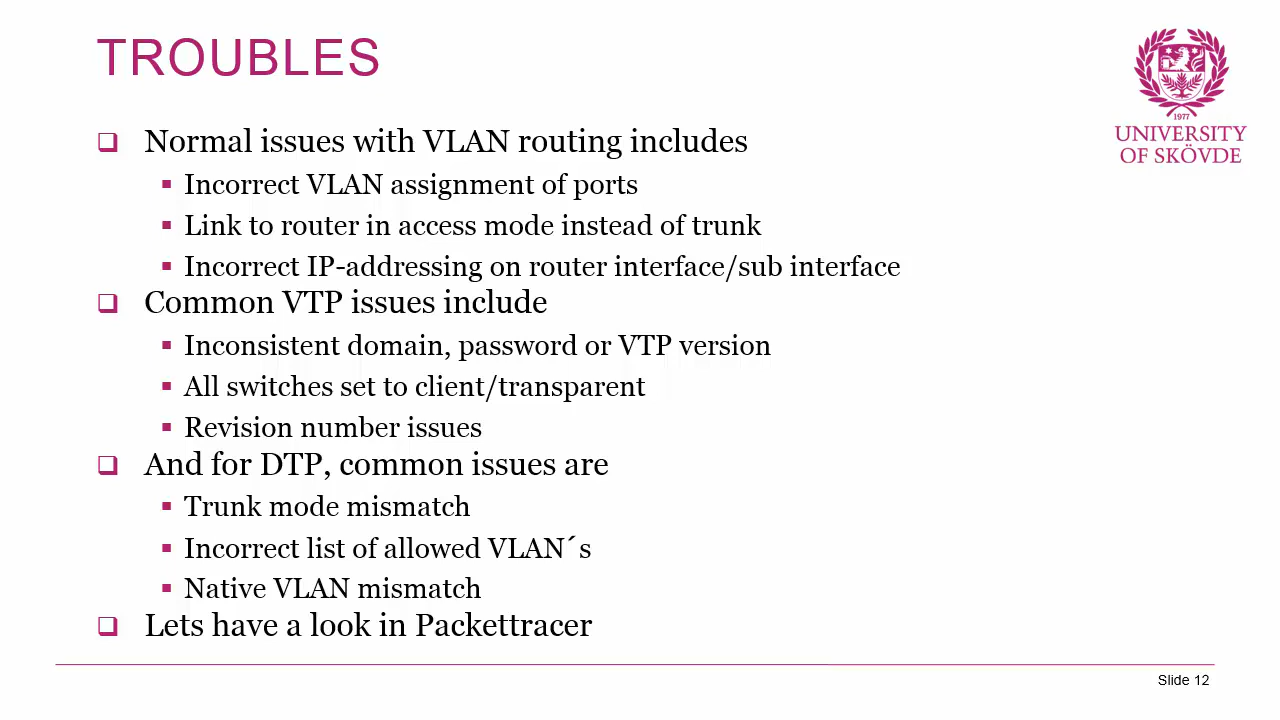 TROUBLES
Normal issues with VLAN routing includes
Incorrect VLAN assignment of ports
Link to router in access mode instead of trunk
Incorrect IP-addressing on router interface/sub interface
Common VTP issues include
Inconsistent domain, password or VTP version
All switches set to client/transparent
Revision number issues
And for DTP, common issues are
Trunk mode mismatch
Incorrect list of allowed VLAN´s
Native VLAN mismatch
Lets have a look in Packettracer
1977
UNIVERSITY
OF SKÖVDE
Slide 12